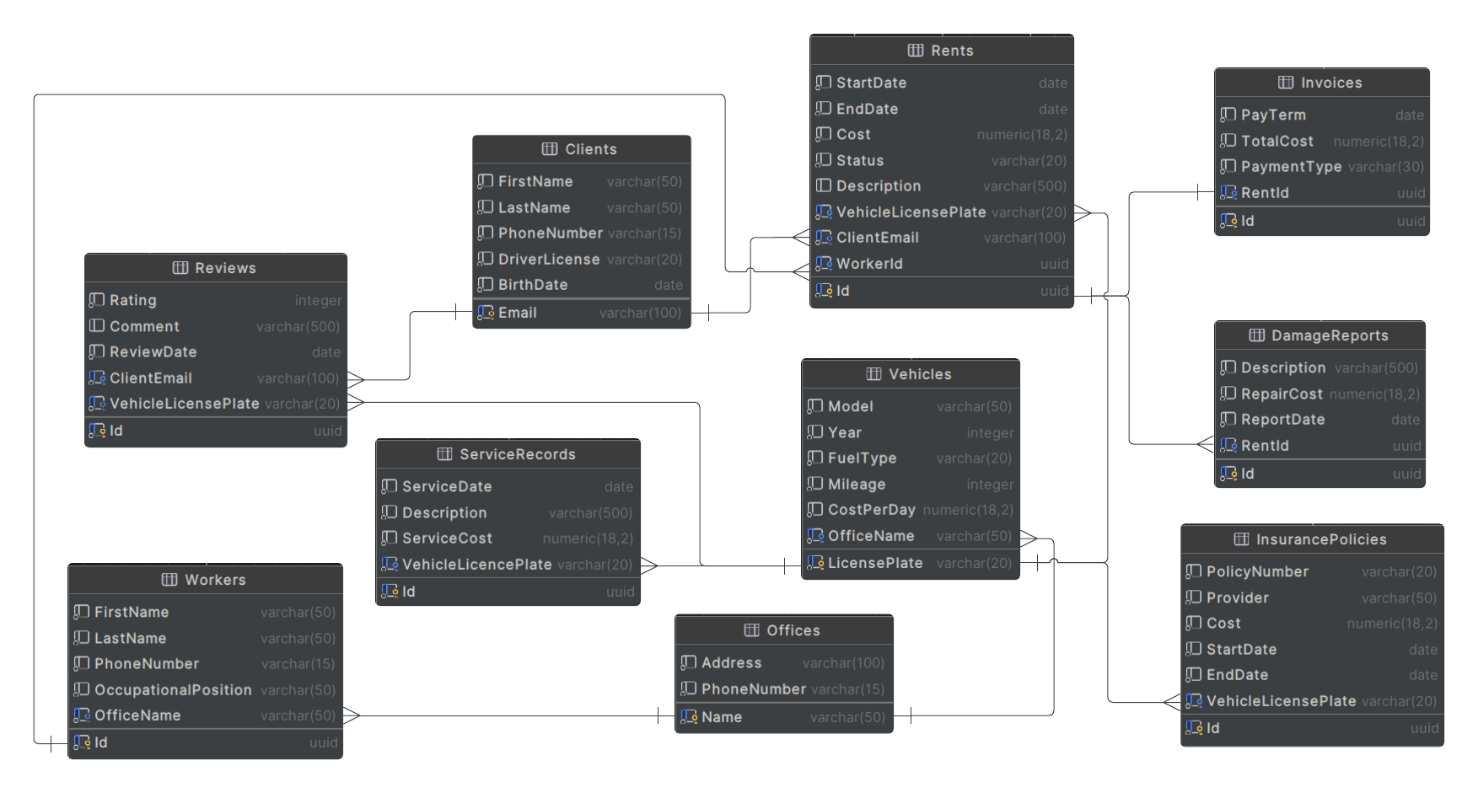 Rents
StartDate date
EndDate date
Cost numeric(18,2)
Status varchar(20)
Description varchar(500)
VehicleLicensePlate varchar(20)
ClientEmail varchar(100)
WorkerId uuid
Id uuid
Invoices
PayTerm date
TotalCost numeric(18,2)
PaymentType varchar(30)
RentId uuid
Id uuid
Clients
FirstName varchar(50)
LastName varchar(50)
PhoneNumber varchar(15)
DriverLicense varchar(20)
BirthDate date
Email varchar(100)
Reviews
Rating integer
Comment varchar(500)
ReviewDate date
ClientEmail varchar(100)
VehicleLicensePlate varchar(20)
Id uuid
DamageReports
Description varchar(500)
RepairCost numeric(18,2)
ReportDate date
RentId uuid
Id uuid
Vehicles
Model varchar(50)
Year integer
FuelType varchar(20)
Mileage integer
CostPerDay numeric(18,2)
OfficeName varchar(50)
LicensePlate varchar(20)
ServiceRecords
ServiceDate date
Description varchar(500)
ServiceCost numeric(18,2)
VehicleLicencePlate varchar(20)
Id uuid
InsurancePolicies
PolicyNumber varchar(20)
Provider varchar(50)
Cost numeric(18,2)
StartDate date
EndDate date
VehicleLicensePlate varchar(20)
Id uuid
Workers
FirstName varchar(50)
LastName varchar(50)
PhoneNumber varchar(15)
OccupationalPosition varchar(50)
OfficeName varchar(50)
Id uuid
Offices
Address varchar(100)
PhoneNumber varchar(15)
Name varchar(50)